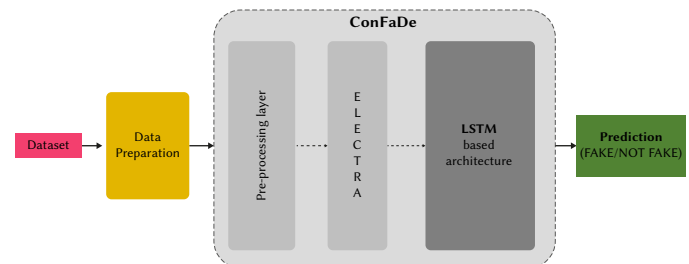 ConFaDe
Dataset
Data
Preparation
Pre-processing layer
E
L
E
C
T
R
A
LSTM
based
architecture
Prediction
(FAKE/NOT FAKE)